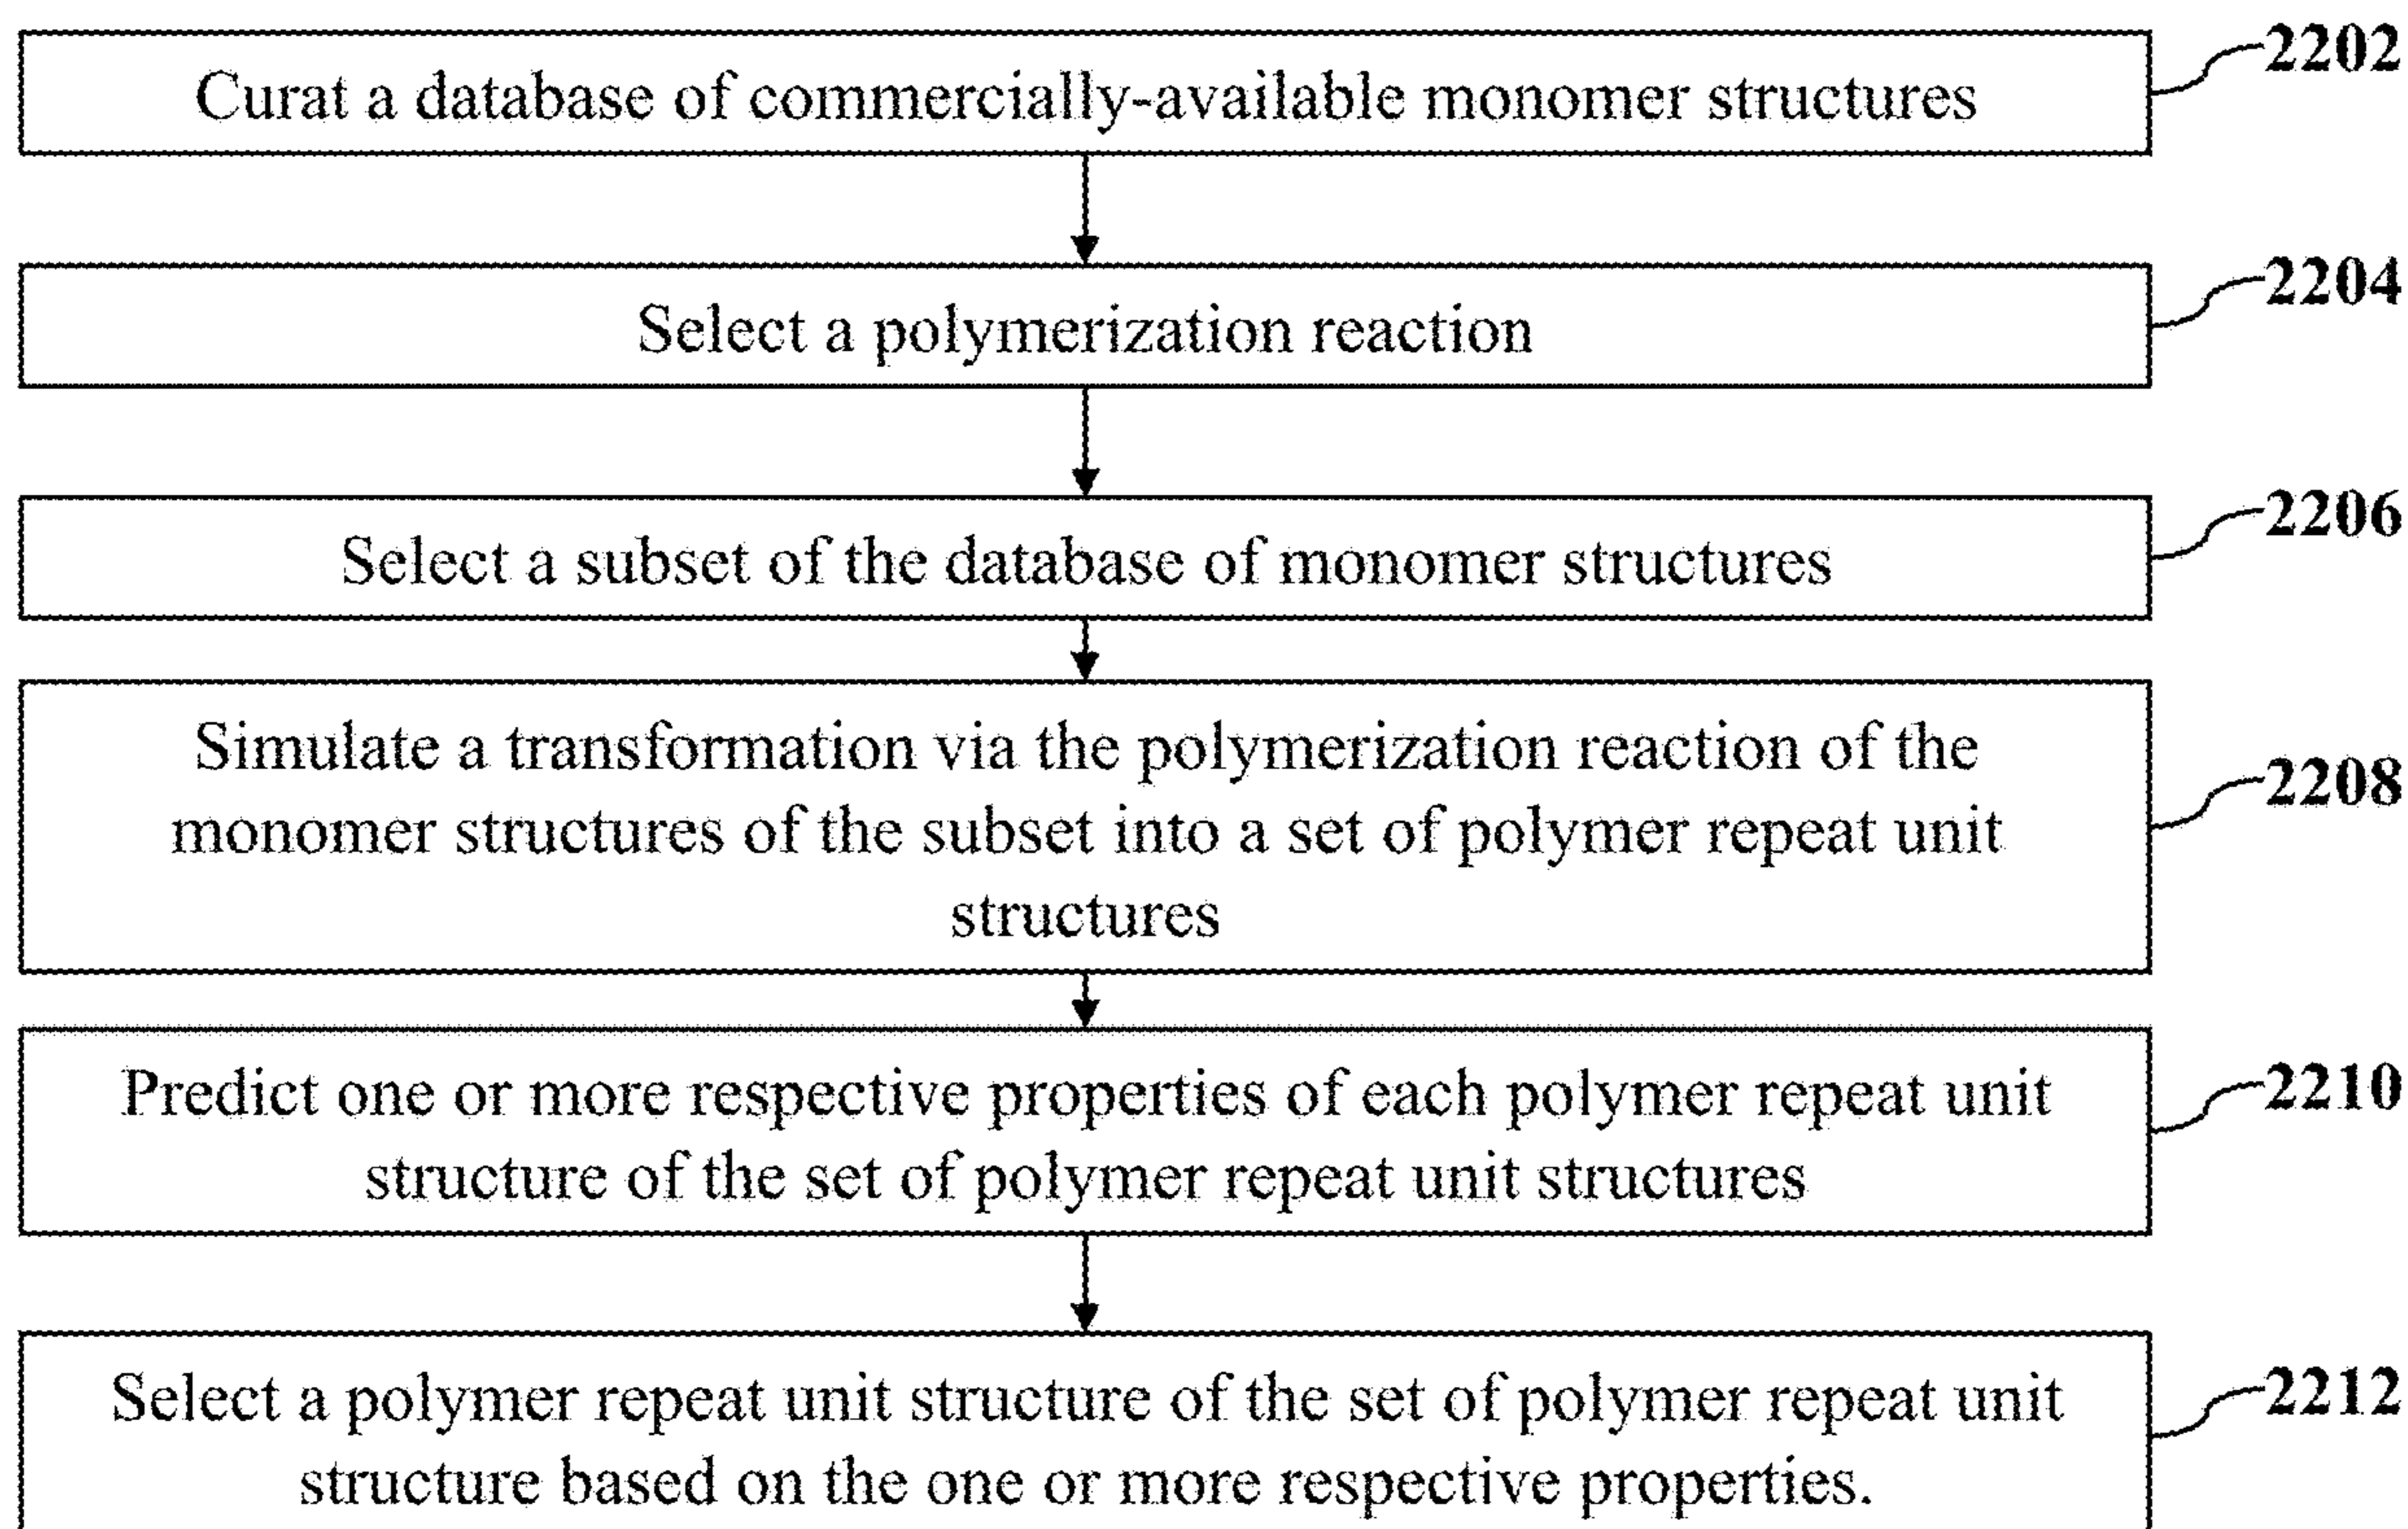 Curat a database of commercially-available monomer structures
2202
Select a polymerization reaction
2204
Select a subset of the database of monomer structures
2206
Simulate a transformation via the polymerization reaction of the
monomer structures of the subset into a set of polymer repeat unit
structures
2208
Predict one or more respective properties of each polymer repeat unit
structure of the set of polymer repeat unit structures
2210
Select a polymer repeat unit structure of the set of polymer repeat unit
structure based on the one or more respective properties.
2212